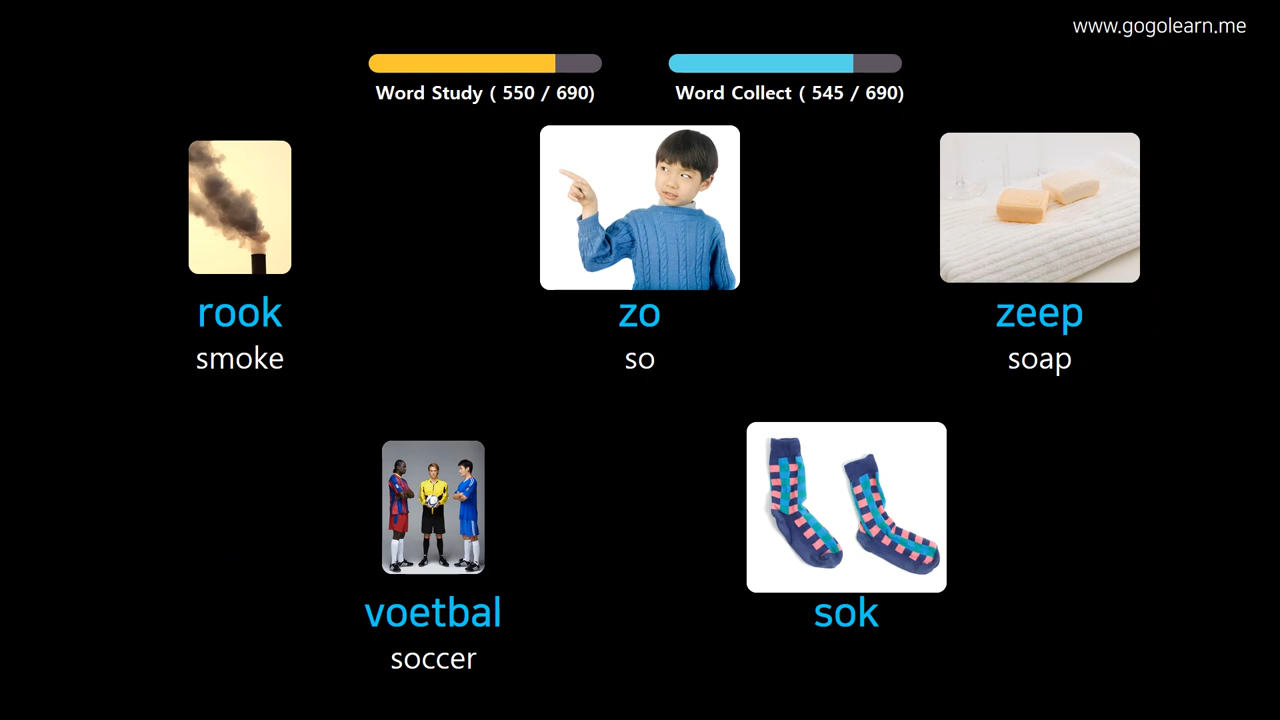 www.gogolearn.me
Word Study ( 550 / 690)
Word Collect ( 545 / 690)
rook
smoke
zo
so
zeep
soap
voetbal
soccer
sok